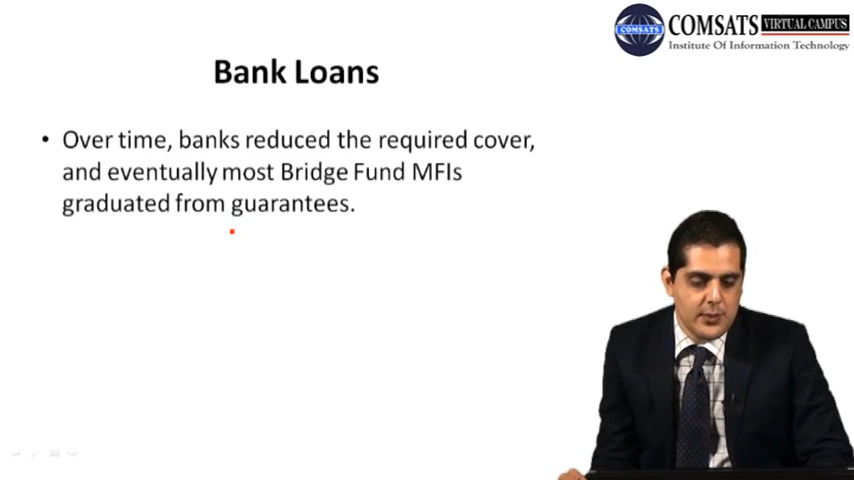 COMSATS
COMSATS VIRTUAL CAMPUS
Institute Of Information Technology
Bank Loans
• Over time, banks reduced the required cover,
and eventually most Bridge Fund MFIs
graduated from guarantees.